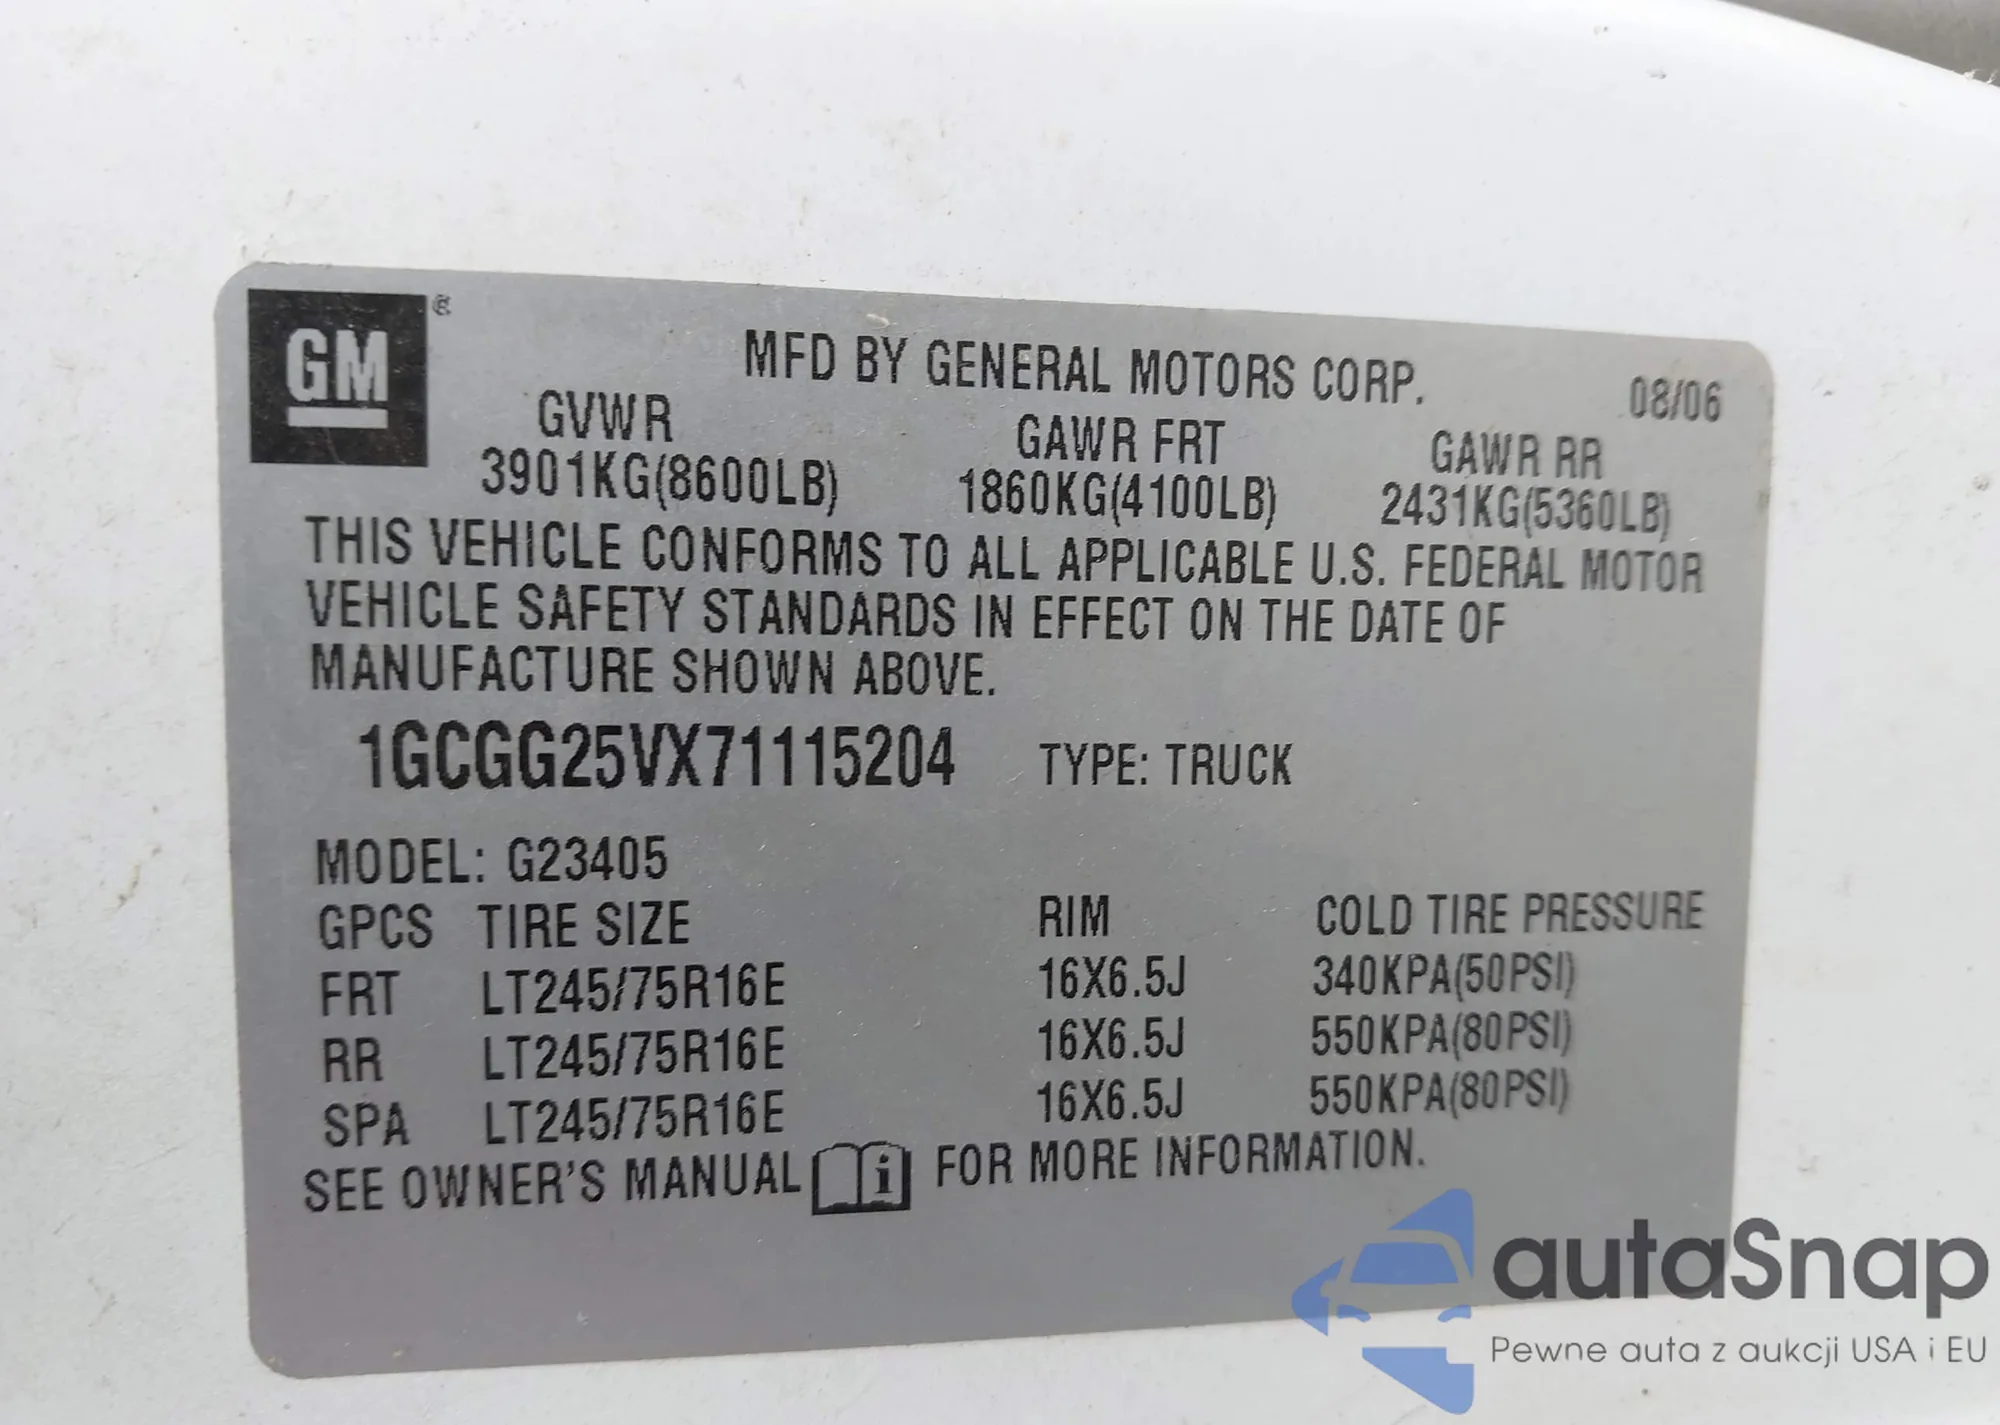 GM
MFD BY GENERAL MOTORS CORP.
08/06
GVWR GAWR FRT GAWR RR
3901KG(8600LB) 1860KG(4100LB) 2431KG(5360LB)
THIS VEHICLE CONFORMS TO ALL APPLICABLE U.S. FEDERAL MOTOR
VEHICLE SAFETY STANDARDS IN EFFECT ON THE DATE OF
MANUFACTURE SHOWN ABOVE.
1GCGG25VX71115204 TYPE: TRUCK
MODEL: G23405
GPCS TIRE SIZE RIM COLD TIRE PRESSURE
FRT LT245/75R16E 16X6.5J 340KPA(50PSI)
RR LT245/75R16E 16X6.5J 550KPA(80PSI)
SPA LT245/75R16E 16X6.5J 550KPA(80PSI)
SEE OWNER'S MANUAL i FOR MORE INFORMATION.
autaSnap
Pewne auta z aukcji USA i EU